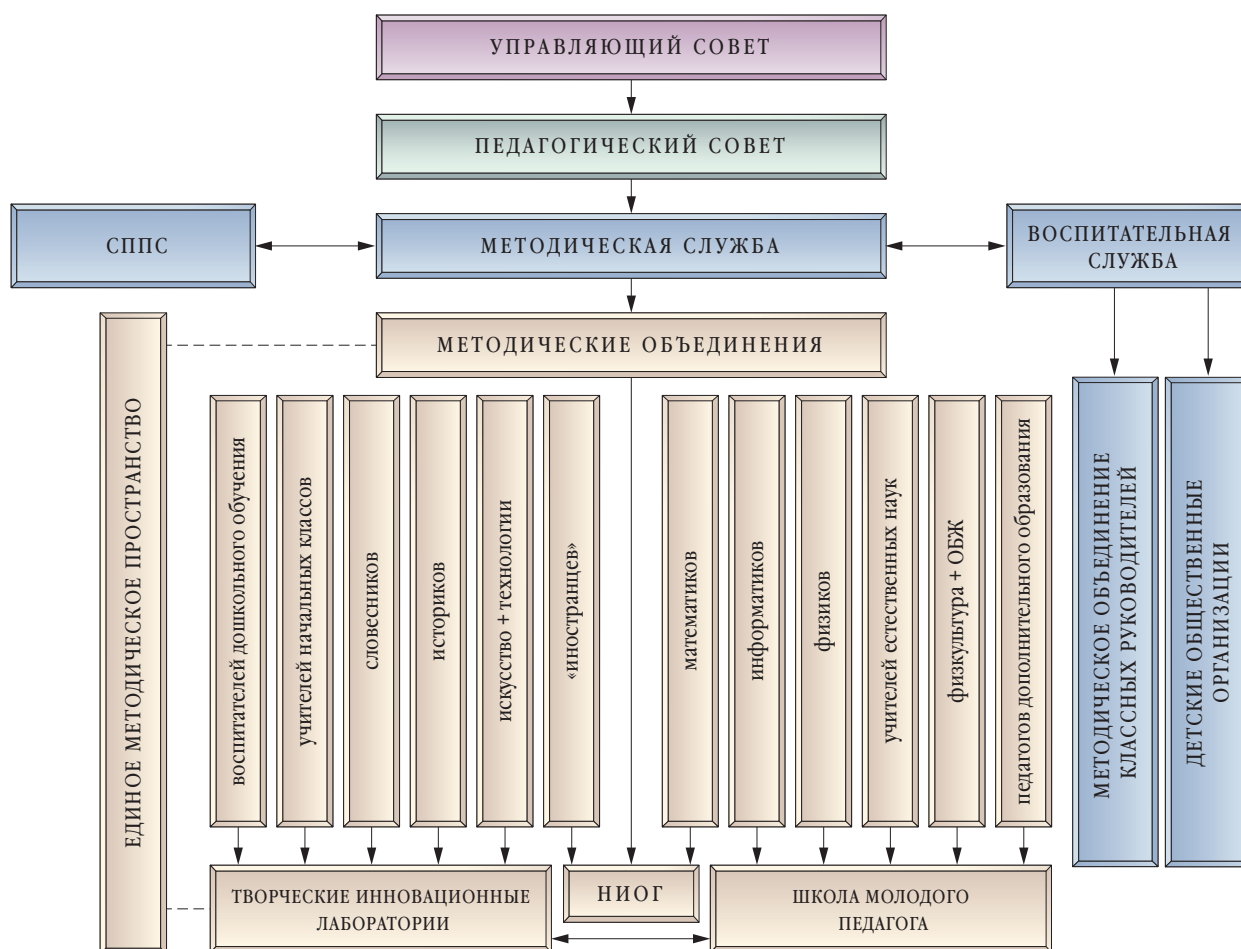 УПРАВЛЯЮЩИЙ СОВЕТ
ПЕДАГОГИЧЕСКИЙ СОВЕТ
СППС
МЕТОДИЧЕСКАЯ СЛУЖБА
ВОСПИТАТЕЛЬНАЯ
СЛУЖБА
МЕТОДИЧЕСКИЕ ОБЪЕДИНЕНИЯ
ЕДИНОЕ МЕТОДИЧЕСКОЕ ПРОСТРАНСТВО
воспитателей дошкольного обучения
учителей начальных классов
словесников
историков
искусство + технологии
«иностранцев»
математиков
информатиков
физиков
учителей естественных наук
физкультура + ОБЖ
педагогов дополнительного образования
МЕТОДИЧЕСКОЕ ОБЪЕДИНЕНИЕ
КЛАССНЫХ РУКОВОДИТЕЛЕЙ
ДЕТСКИЕ ОБЩЕСТВЕННЫЕ
ОРГАНИЗАЦИИ
ТВОРЧЕСКИЕ ИННОВАЦИОННЫЕ
ЛАБОРАТОРИИ
НИОГ
ШКОЛА МОЛОДОГО
ПЕДАГОГА